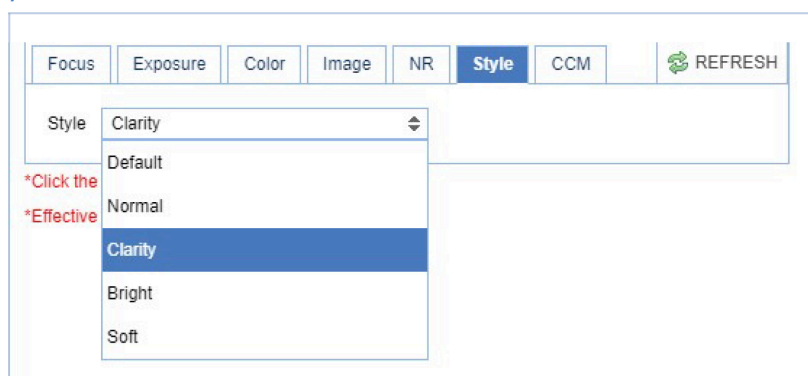 Focus Exposure Color Image NR Style CCM REFRESH
Style Clarity
Default
*Click the
Normal
*Effective
Clarity
Bright
Soft